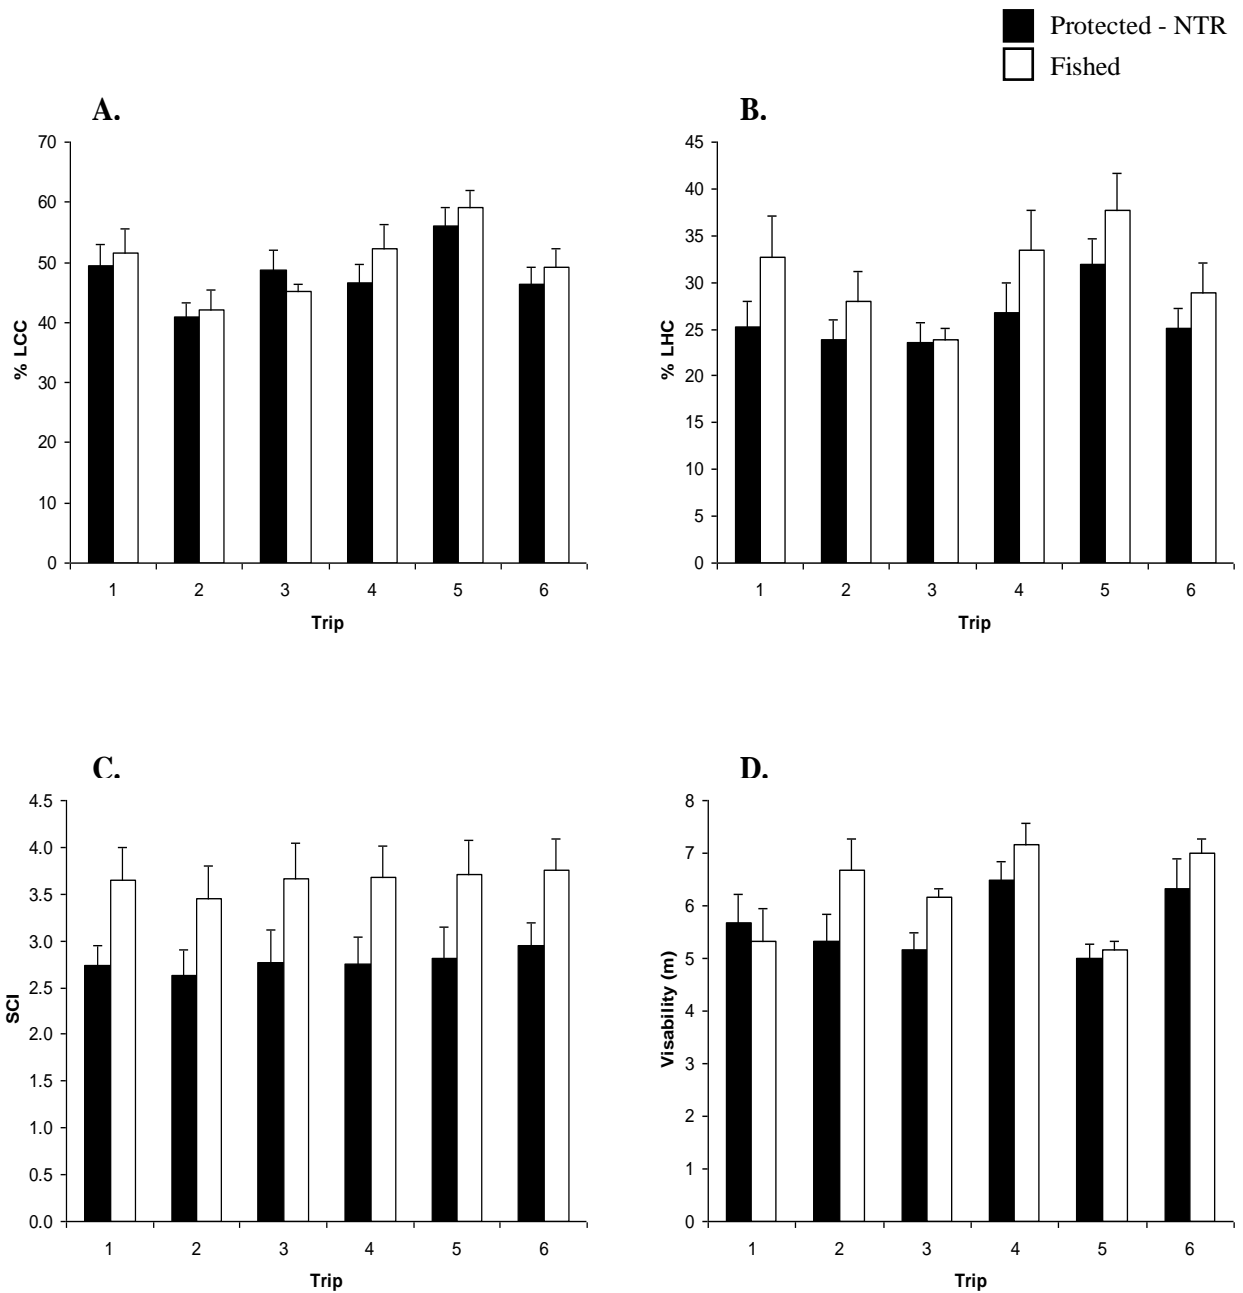 Protected - NTR
Fished
A.
70
60
50
40
30
20
10
0
% LCC
1 2 3 4 5 6
Trip
B.
45
40
35
30
25
20
15
10
5
0
% LHC
1 2 3 4 5 6
Trip
C.
4.5
4.0
3.5
3.0
2.5
2.0
1.5
1.0
0.5
0.0
SCI
1 2 3 4 5 6
Trip
D.
8
7
6
5
4
3
2
1
0
Visability (m)
1 2 3 4 5 6
Trip